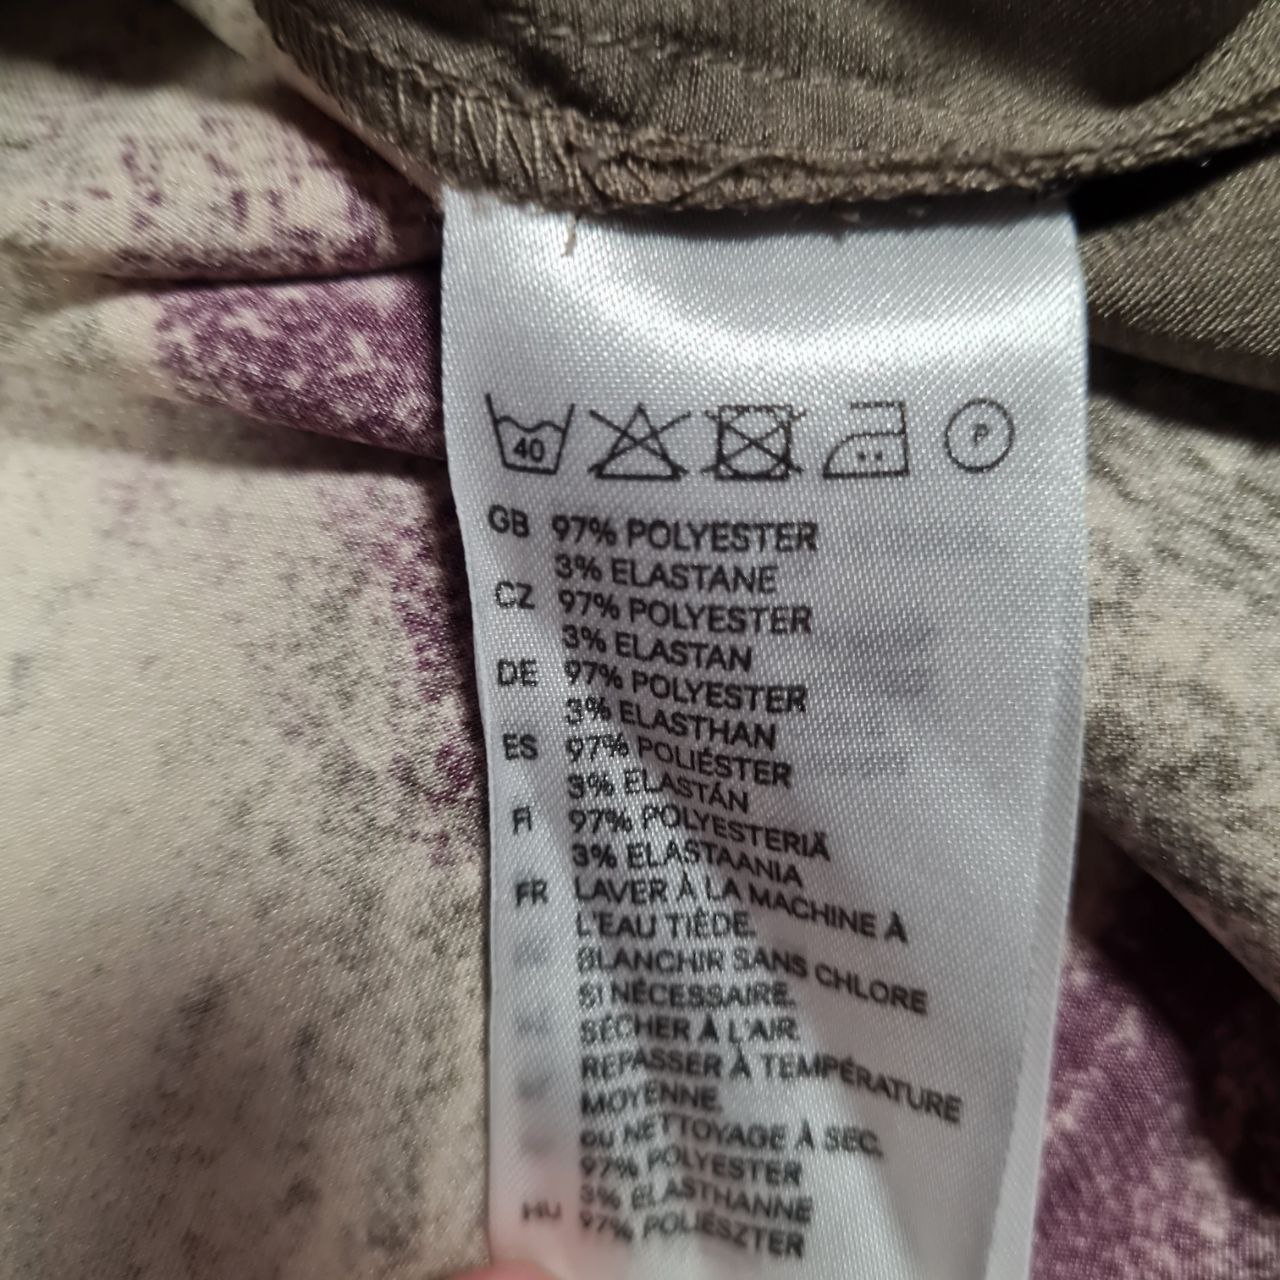 40 P
GB 97% POLYESTER
3% ELASTANE
CZ 97% POLYESTER
3% ELASTAN
DE 97% POLYESTER
3% ELASTHAN
ES 97% POLIÉSTER
3% ELASTÁN
FI 97% POLYESTERIÄ
3% ELASTAANIA
FR LAVER À LA MACHINE À
L'EAU TIÈDE.
BLANCHIR SANS CHLORE
SI NÉCESSAIRE.
SÉCHER À L'AIR.
REPASSER À TEMPÉRATURE
MOYENNE.
OU NETTOYAGE À SEC.
97% POLYESTER
3% ÉLASTHANNE
HU 97% POLIÉSZTER